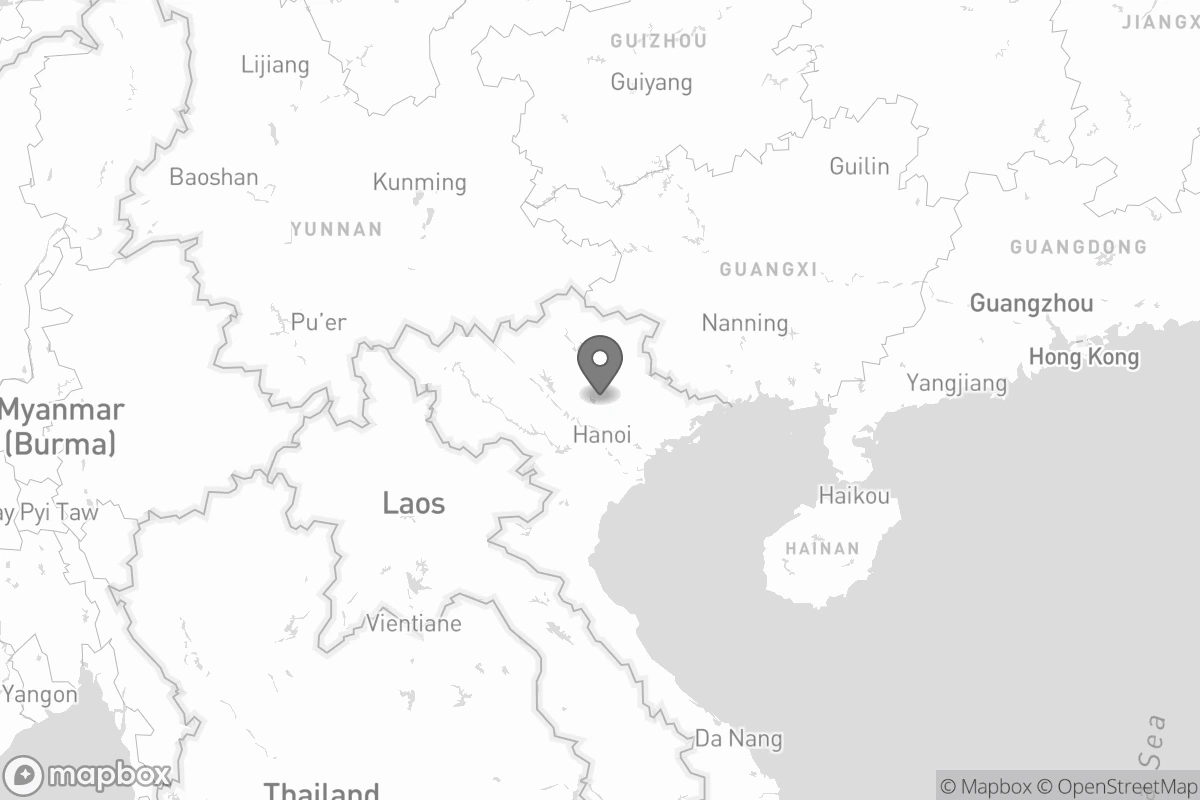 JIANGX
GUIZHOU
Lijiang
Guiyang
Guilin
Baoshan
Kunming
YUNNAN
GUANGDONG
GUANGXI
Guangzhou
Pu'er
Nanning
Hong Kong
Yangjiang
Myanmar
(Burma)
Hanoi
Haikou
Laos
ay Pyi Taw
HAINAN
Vientiane
Yangon
Da Nang
Sea
mapbox
Thailand
© Mapbox © OpenStreetMap